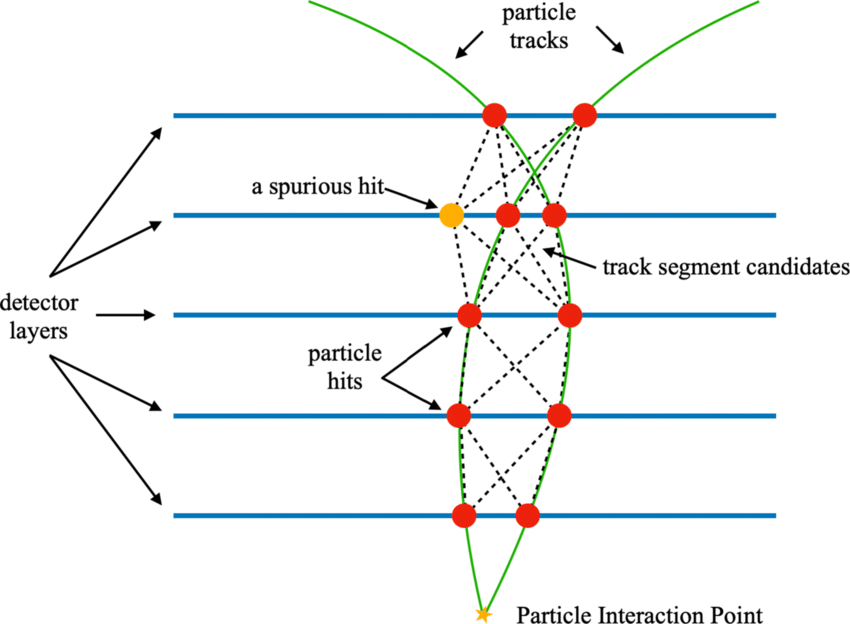 particle
tracks
a spurious hit
track segment candidates
detector
layers
particle
hits
Particle Interaction Point